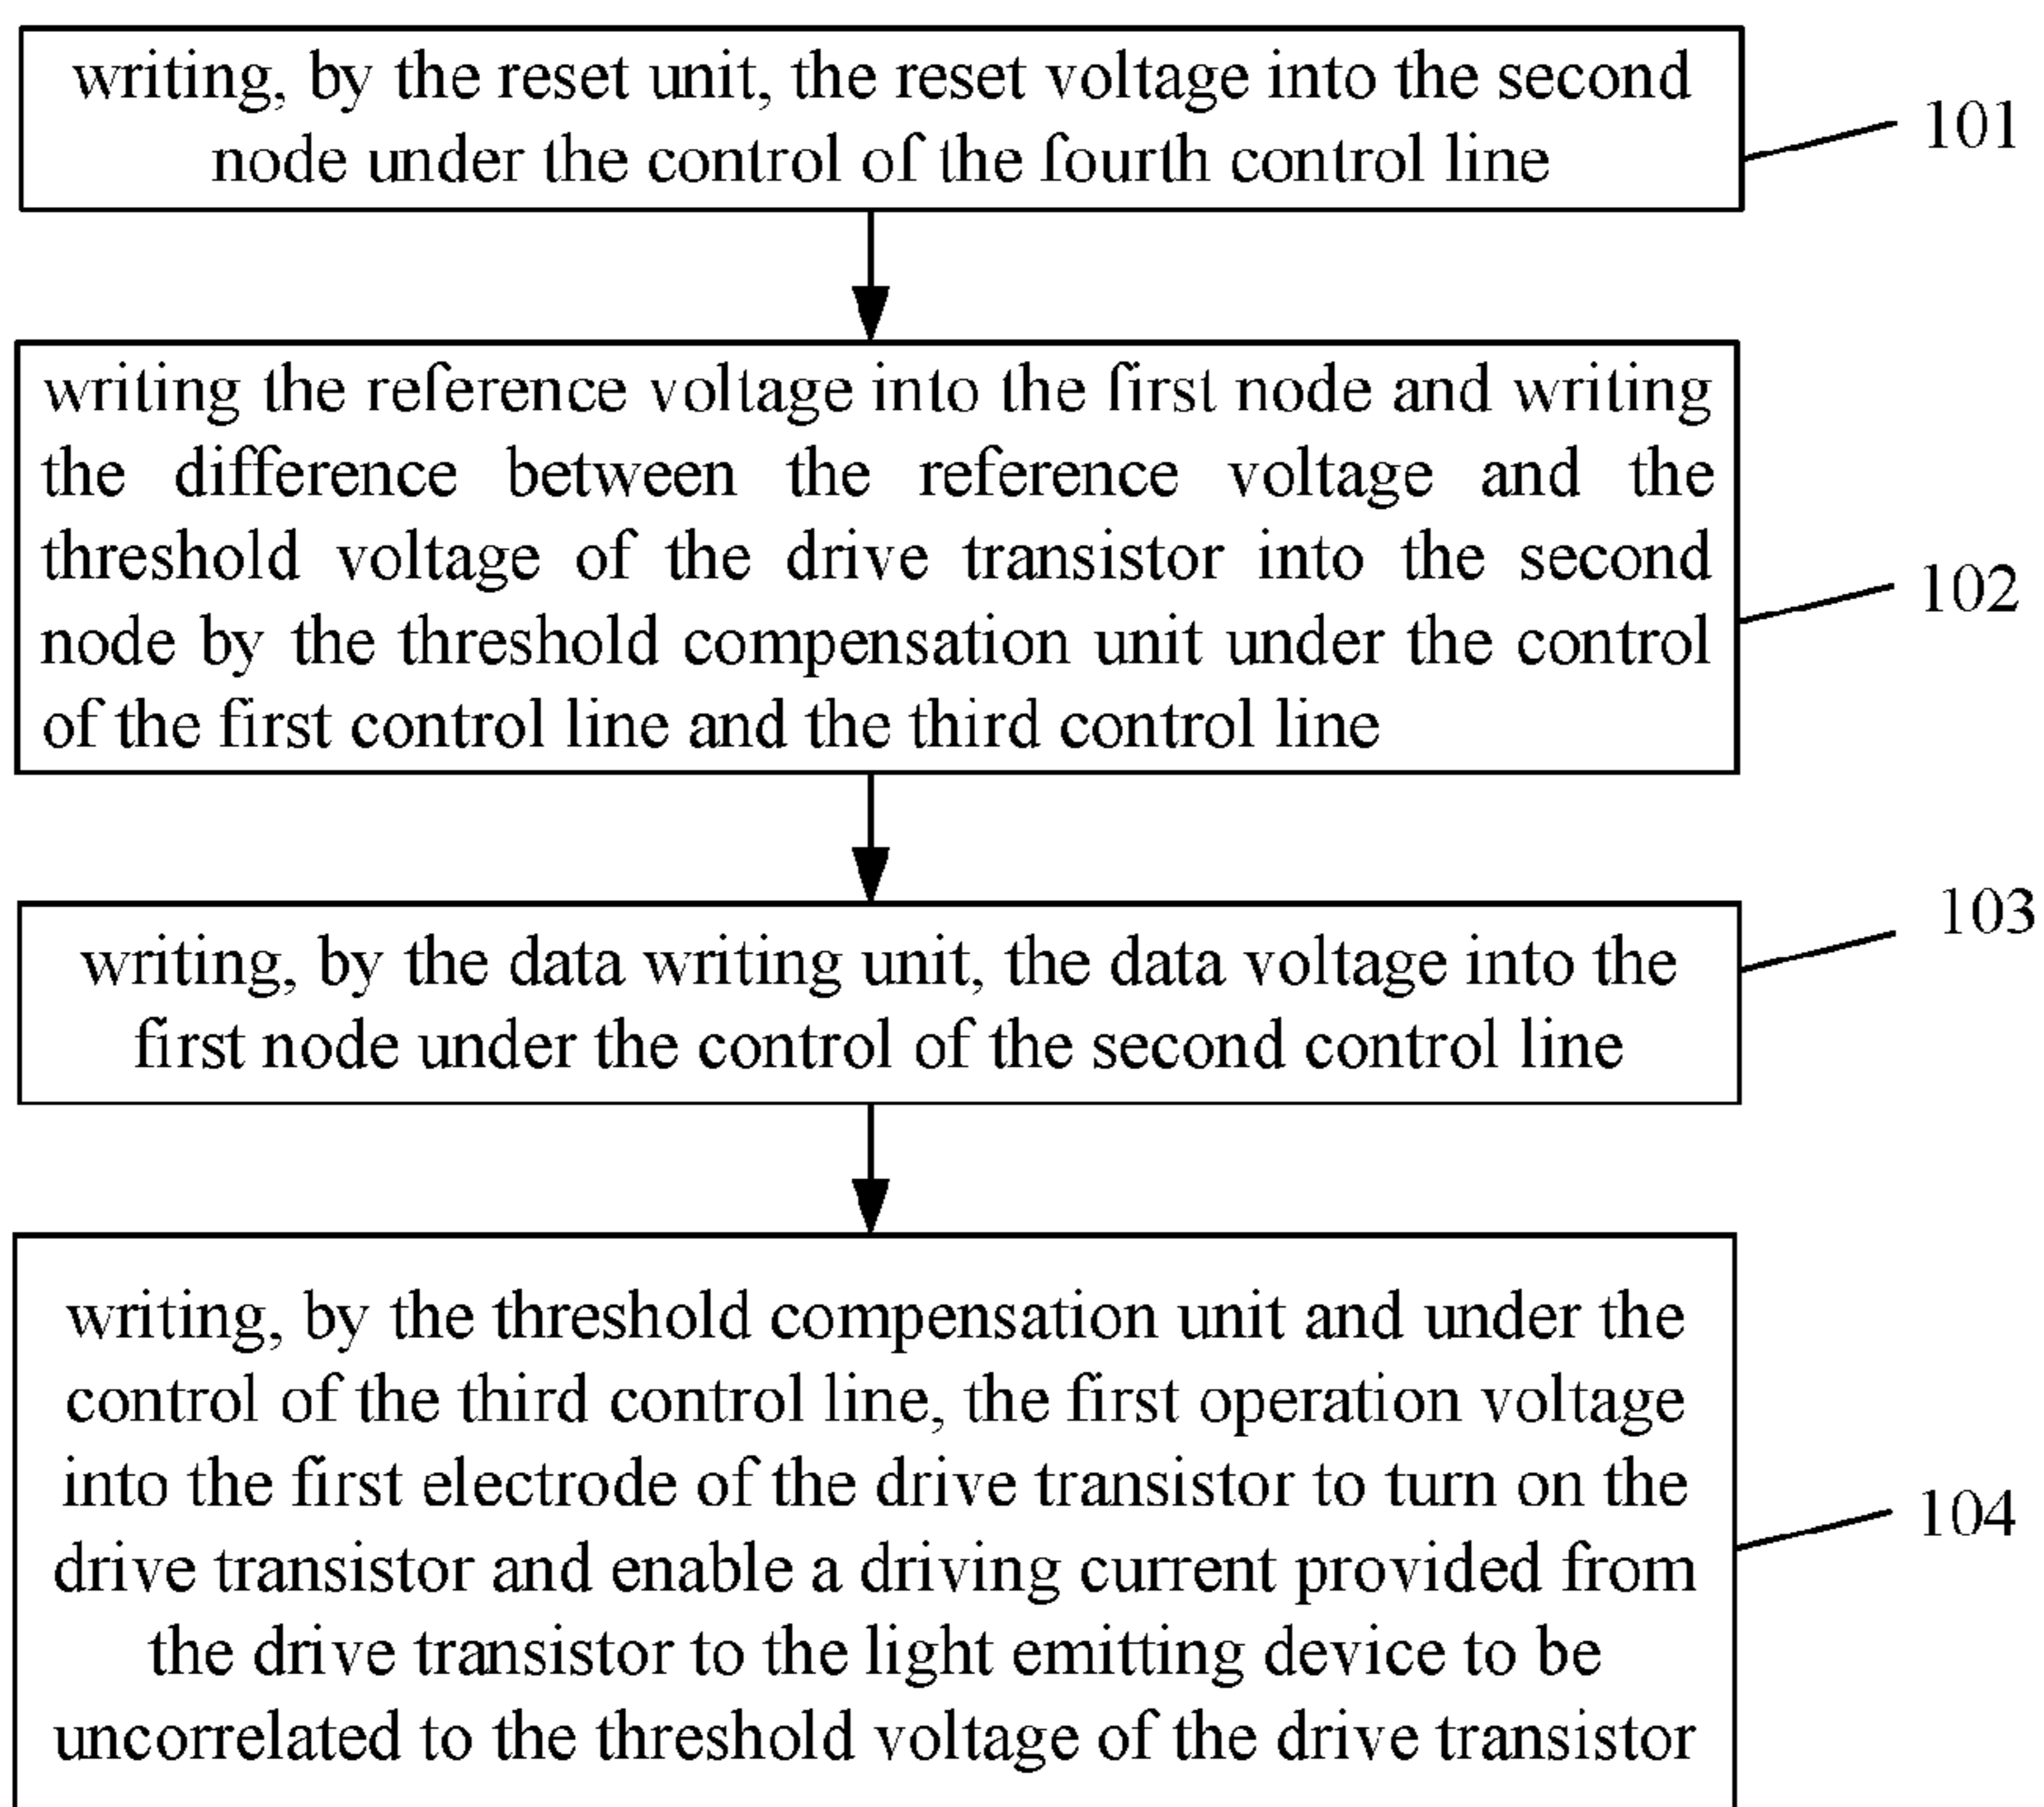 writing, by the reset unit, the reset voltage into the second
node under the control of the fourth control line
101
writing the reference voltage into the first node and writing
the difference between the reference voltage and the
threshold voltage of the drive transistor into the second
node by the threshold compensation unit under the control
of the first control line and the third control line
102
writing, by the data writing unit, the data voltage into the
first node under the control of the second control line
103
writing, by the threshold compensation unit and under the
control of the third control line, the first operation voltage
into the first electrode of the drive transistor to turn on the
drive transistor and enable a driving current provided from
the drive transistor to the light emitting device to be
uncorrelated to the threshold voltage of the drive transistor
104